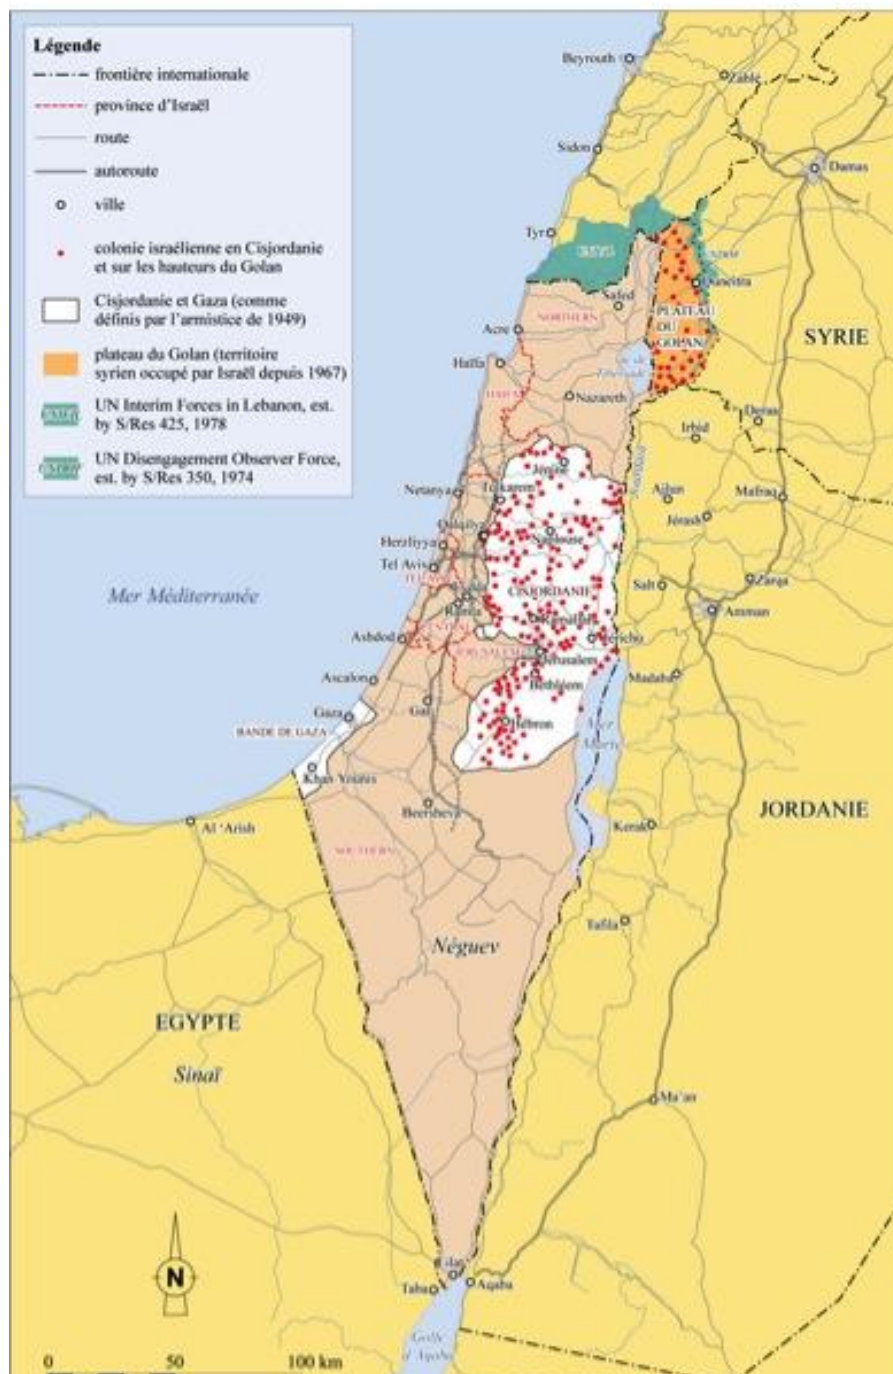 Légende
frontière internationale
province d'Israël
route
autoroute
ville
colonie israélienne en Cisjordanie
et sur les hauteurs du Golan
Cisjordanie et Gaza (comme
définis par l'armistice de 1949)
plateau du Golan (territoire
syrien occupé par Israël depuis 1967)
UN Interim Forces in Lebanon, est.
by S/Res 425, 1978
UN Disengagement Observer Force,
est. by S/Res 350, 1974
Beyrouth
Zahlé
Sidon
Damas
Tyr
Quneitra
Safed
NORTHERN
PLATEAU
DU
GOLAN
SYRIE
Acre
Haïfa
HAIFA
Nazareth
Deraa
Irbid
Jénine
Netanya
Tulkarem
Ajlun
Mafraq
Jérash
Qalqilya
Naplouse
Herzliyya
Tel Aviv
Mer Méditerranée
CISJORDANIE
Salt
Zarqa
Amman
Ramla
Ramallah
Jéricho
Ashdod
JERUSALEM
Jérusalem
Bethléem
Madaba
Ascalon
Gaza
Gat
Hébron
Mer
Morte
BANDE DE GAZA
Khan Younis
Beersheva
JORDANIE
Al 'Arish
Kerak
SOUTHERN
Tafila
Néguev
EGYPTE
Sinaï
Ma'an
N
Eilat
Taba
Aqaba
Golfe
d'Aqaba
0 50 100 km